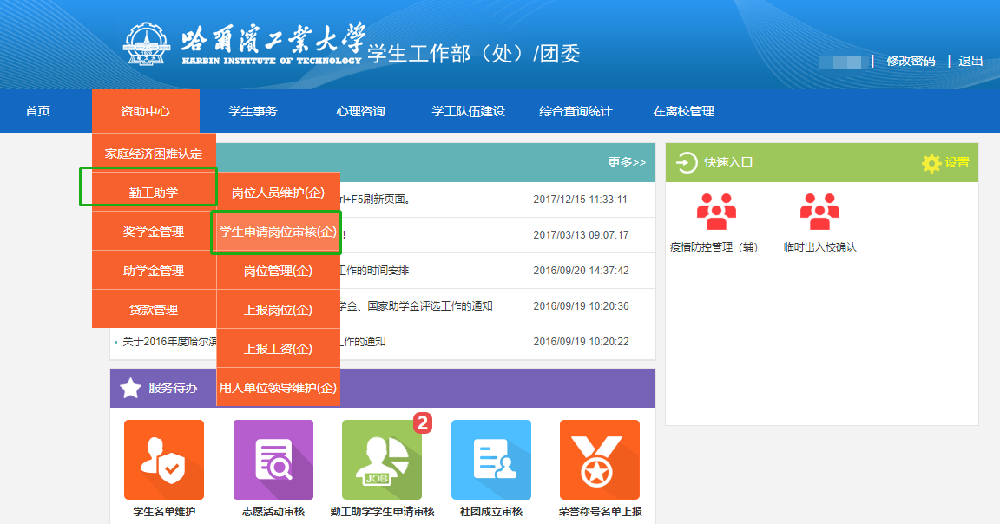 哈爾濱工業大學
HARBIN INSTITUTE OF TECHNOLOGY
学生工作部（处）/团委
| 修改密码 | 退出
首页 资助中心 学生事务 心理咨询 学工队伍建设 综合查询统计 在离校管理
家庭经济困难认定
勤工助学
奖学金管理
助学金管理
贷款管理
岗位人员维护(企)
学生申请岗位审核(企)
岗位管理(企)
上报岗位(企)
上报工资(企)
用人单位领导维护(企)
更多>>
rl+F5刷新页面。 2017/12/15 11:33:11
! 2017/03/13 09:07:17
工作的时间安排 2016/09/20 14:37:42
学金、国家助学金评选工作的通知 2016/09/19 10:20:36
关于2016年度哈尔滨 工作的通知 2016/09/19 10:20:22
快速入口 设置
疫情防控管理（辅） 临时出入校确认
服务待办
2
JOB
学生名单维护 志愿活动审核 勤工助学学生申请审核 社团成立审核 荣誉称号名单上报